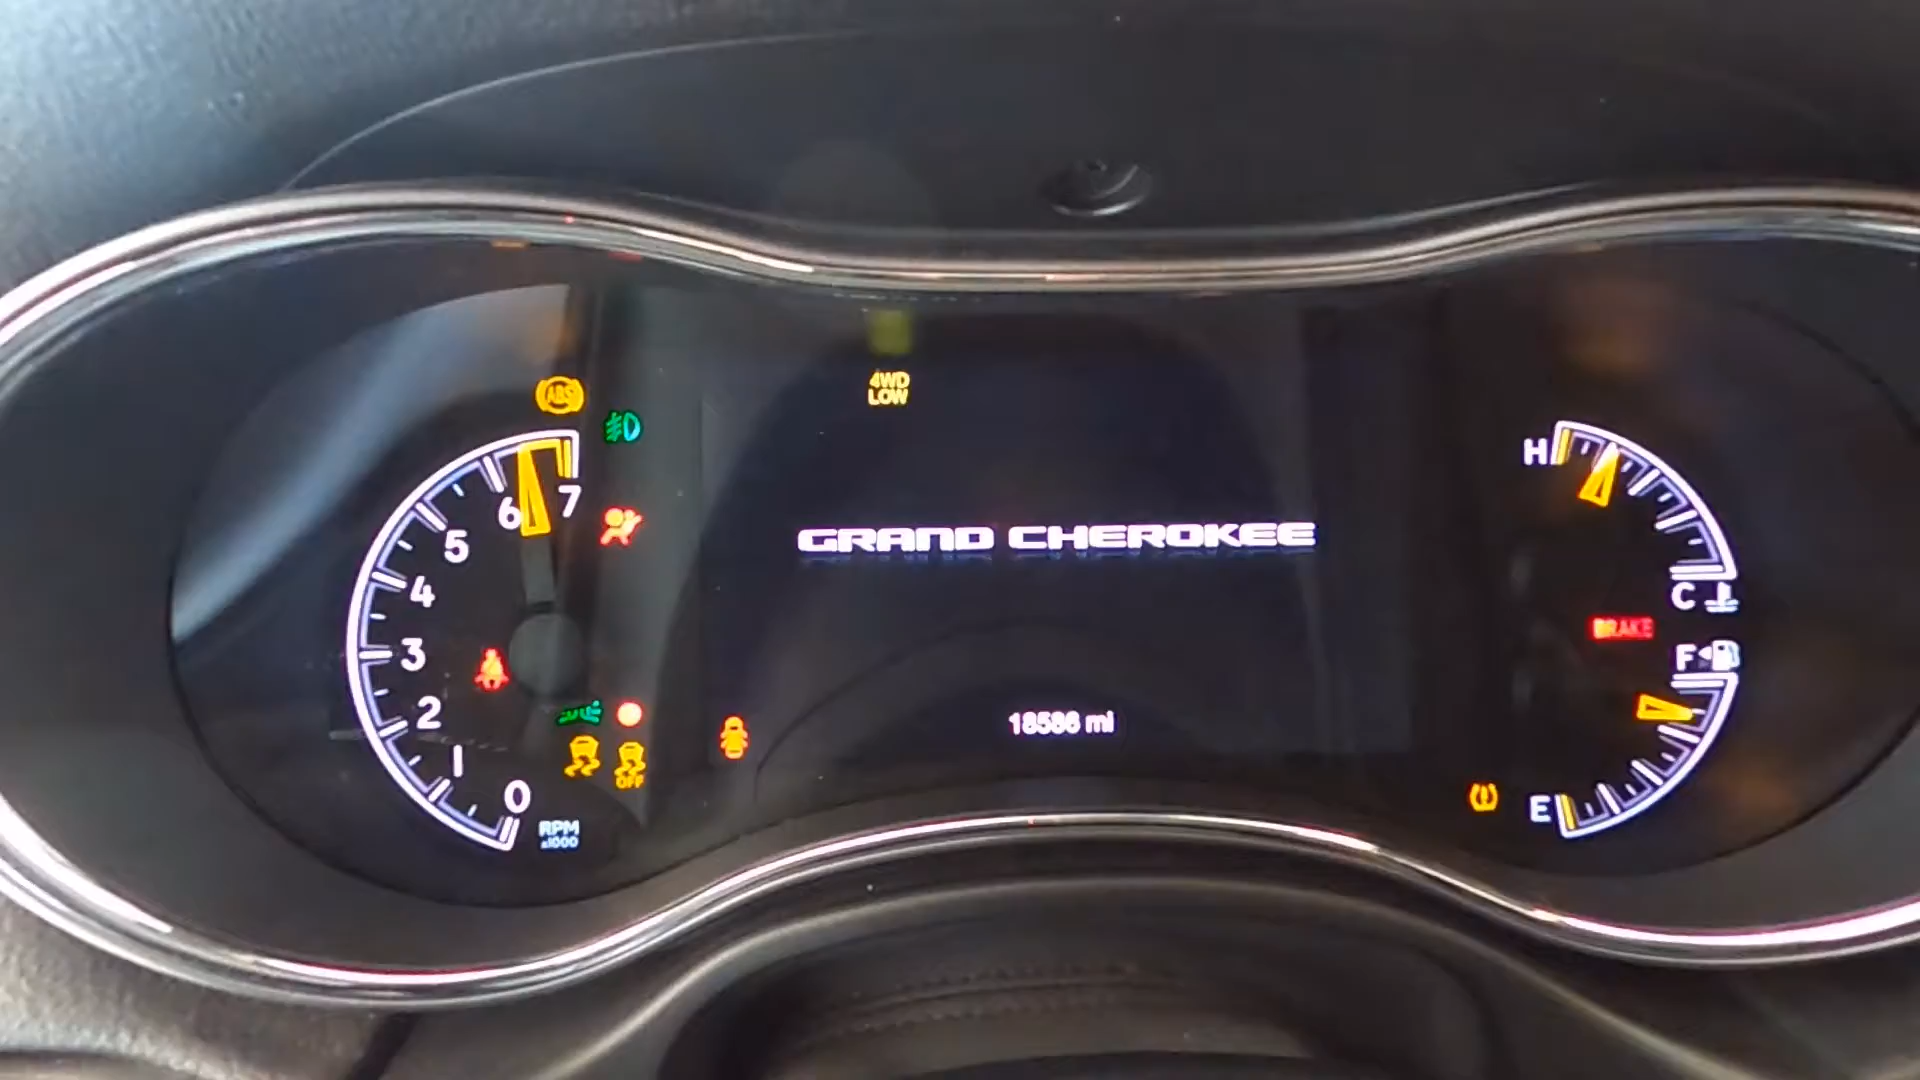 ABS
4WD
LOW
7
6
5
4
3
2
1
0
RPM
x1000
OFF
GRAND CHEROKEE
18586 mi
H
C
BRAKE
F
E